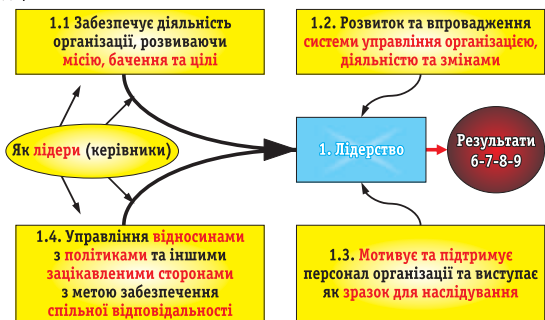 1.1 Забезпечує діяльність
організації, розвиваючи
місію, бачення та цілі
1.2. Розвиток та впровадження
системи управління організацією,
діяльністю та змінами
Як лідери (керівники)
1. Лідерство
Результати
6-7-8-9
1.4. Управління відносинами
з політиками та іншими
зацікавленими сторонами
з метою забезпечення
спільної відповідальності
1.3. Мотивує та підтримує
персонал організації та виступає
як зразок для наслідування